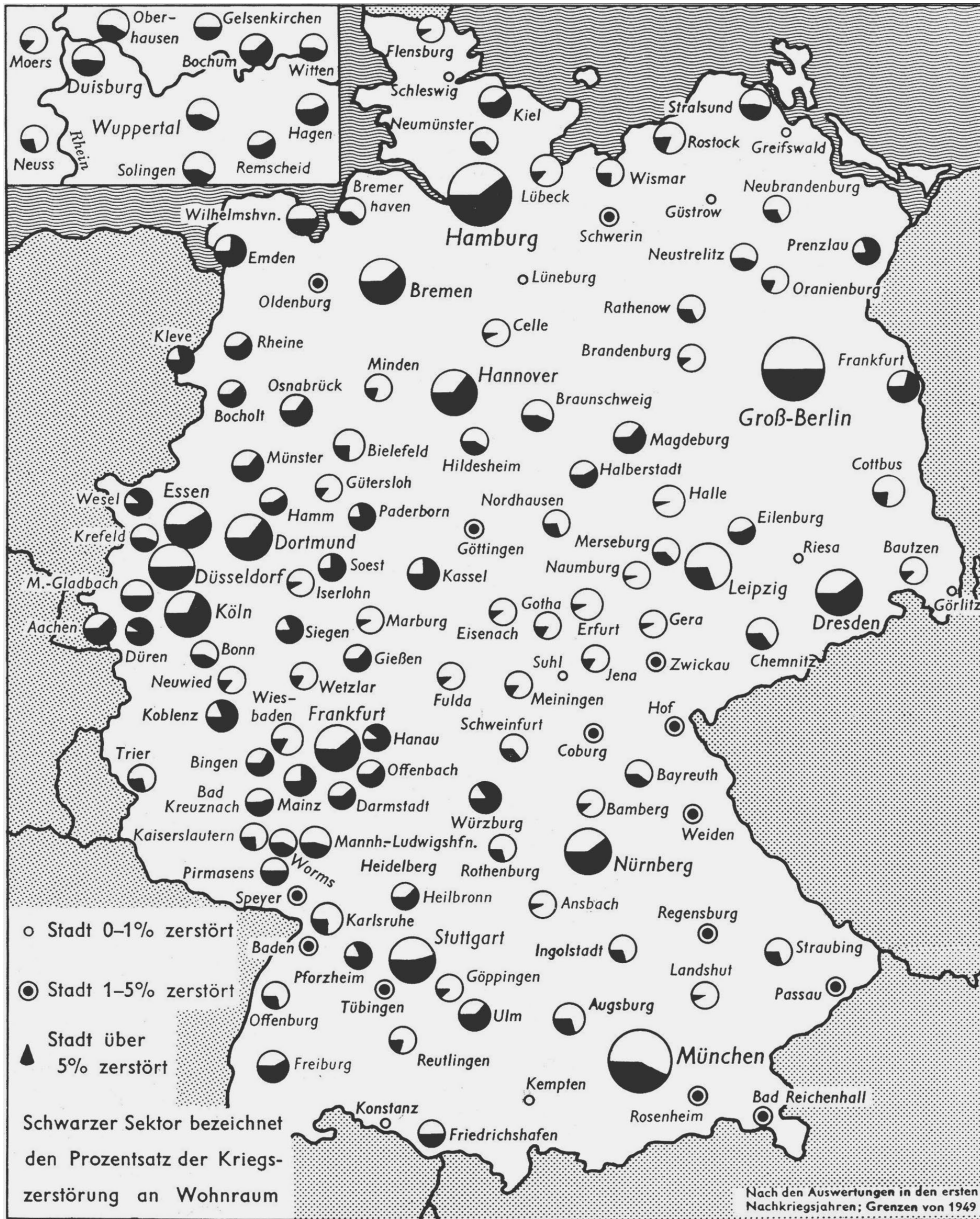 Ober-
hausen
Gelsenkirchen
Moers
Duisburg
Bochum
Witten
Wuppertal
Hagen
Neuss
Rhein
Solingen
Remscheid
Flensburg
Schleswig
Kiel
Neumünster
Stralsund
Rostock
Greifswald
Lübeck
Wismar
Bremer
haven
Wilhelmshvn.
Hamburg
Schwerin
Güstrow
Neubrandenburg
Emden
Neustrelitz
Prenzlau
Oldenburg
Bremen
Lüneburg
Oranienburg
Rathenow
Celle
Kleve
Rheine
Minden
Hannover
Brandenburg
Frankfurt
Osnabrück
Bocholt
Braunschweig
Groß-Berlin
Magdeburg
Bielefeld
Hildesheim
Münster
Halberstadt
Cottbus
Gütersloh
Wesel
Essen
Hamm
Paderborn
Nordhausen
Halle
Eilenburg
Krefeld
Dortmund
Göttingen
Merseburg
Riesa
Bautzen
Soest
Kassel
Naumburg
Leipzig
M.-Gladbach
Düsseldorf
Iserlohn
Görlitz
Köln
Gotha
Dresden
Aachen
Düren
Siegen
Marburg
Eisenach
Erfurt
Gera
Chemnitz
Bonn
Gießen
Suhl
Jena
Zwickau
Neuwied
Wetzlar
Fulda
Meiningen
Wies-
baden
Koblenz
Frankfurt
Hanau
Schweinfurt
Coburg
Hof
Bingen
Trier
Offenbach
Bayreuth
Bad
Kreuznach
Mainz
Darmstadt
Würzburg
Bamberg
Weiden
Kaiserslautern
Worms
Mannh.-Ludwigshfn.
Rothenburg
Nürnberg
Pirmasens
Heidelberg
Speyer
Heilbronn
Ansbach
Karlsruhe
Regensburg
Baden
Stuttgart
Ingolstadt
Straubing
Pforzheim
Göppingen
Landshut
Tübingen
Passau
Offenburg
Ulm
Augsburg
Reutlingen
Freiburg
München
Kempten
Rosenheim
Bad Reichenhall
Konstanz
Friedrichshafen
Stadt 0–1% zerstört
Stadt 1–5% zerstört
Stadt über
5% zerstört
Schwarzer Sektor bezeichnet
den Prozentsatz der Kriegs-
zerstörung an Wohnraum
Nach den Auswertungen in den ersten
Nachkriegsjahren; Grenzen von 1949